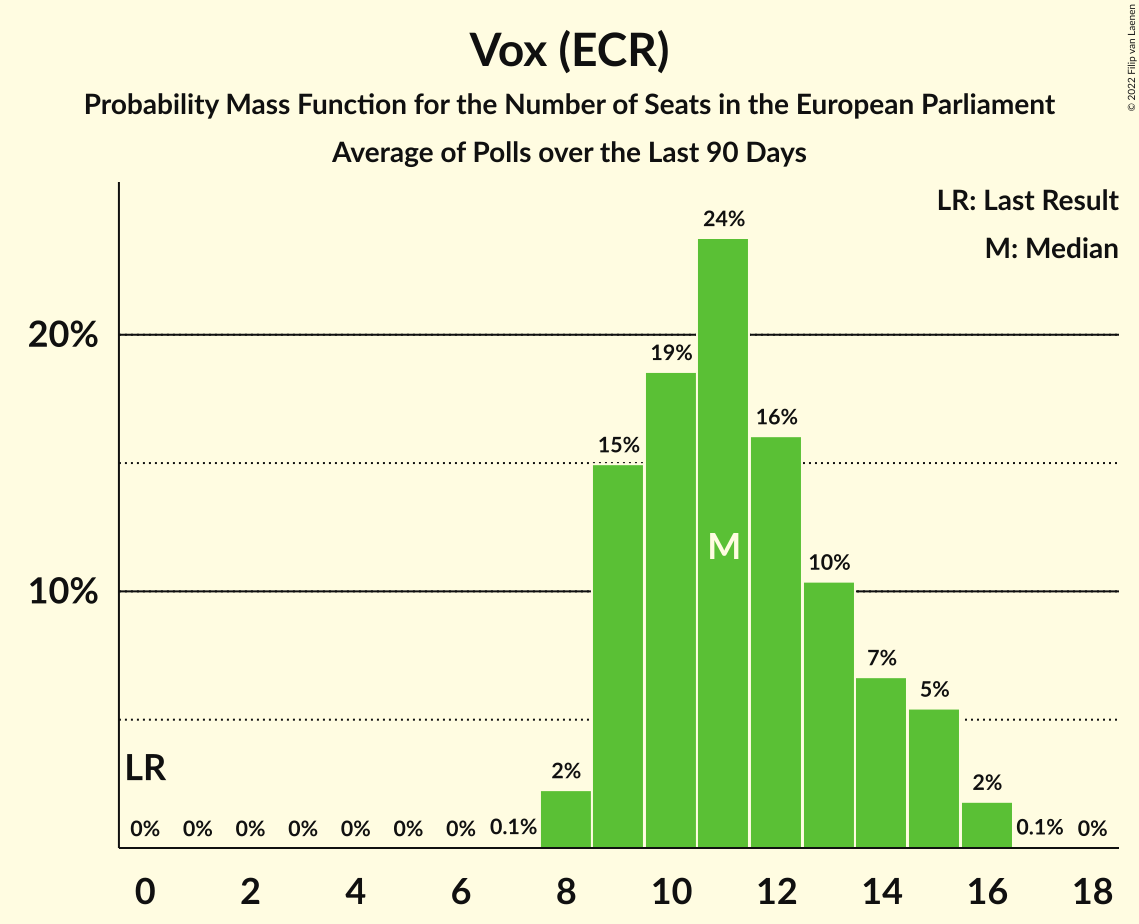 Vox (ECR)
Probability Mass Function for the Number of Seats in the European Parliament
Average of Polls over the Last 90 Days
© 2022 Filip van Laenen
LR: Last Result
M: Median
24%
20%
19%
16%
15%
M
10%
10%
7%
5%
LR
2%
2%
0% 0% 0% 0% 0% 0% 0% 0.1% 0.1% 0%
0 2 4 6 8 10 12 14 16 18